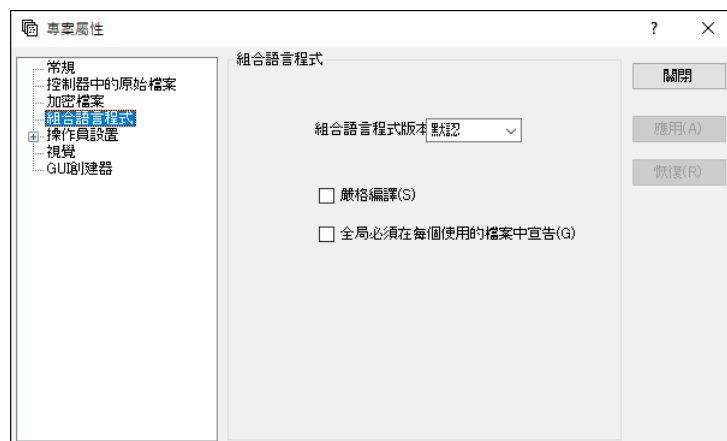 專案屬性
常規
控制器中的原始檔案
加密檔案
組合語言程式
操作員設置
視覺
GUI創建器
組合語言程式
組合語言程式版本
默認
嚴格編譯(S)
全局必須在每個使用的檔案中宣告(G)
關閉
應用(A)
恢復(R)